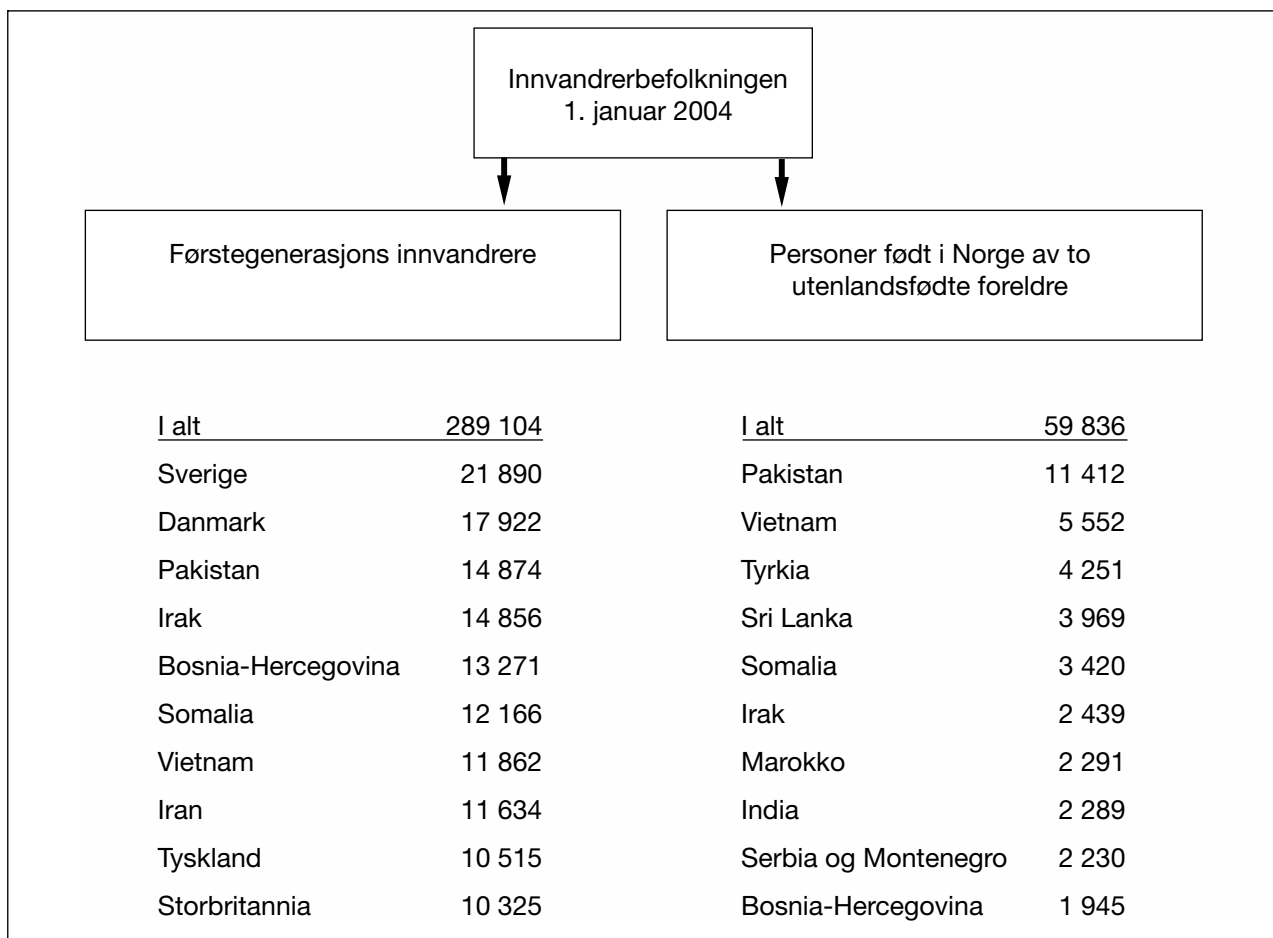 Innvandrerbefolkningen
1. januar 2004
Førstegenerasjons innvandrere
Personer født i Norge av to
utenlandsfødte foreldre
I alt 289 104
Sverige 21 890
Danmark 17 922
Pakistan 14 874
Irak 14 856
Bosnia-Hercegovina 13 271
Somalia 12 166
Vietnam 11 862
Iran 11 634
Tyskland 10 515
Storbritannia 10 325
I alt 59 836
Pakistan 11 412
Vietnam 5 552
Tyrkia 4 251
Sri Lanka 3 969
Somalia 3 420
Irak 2 439
Marokko 2 291
India 2 289
Serbia og Montenegro 2 230
Bosnia-Hercegovina 1 945